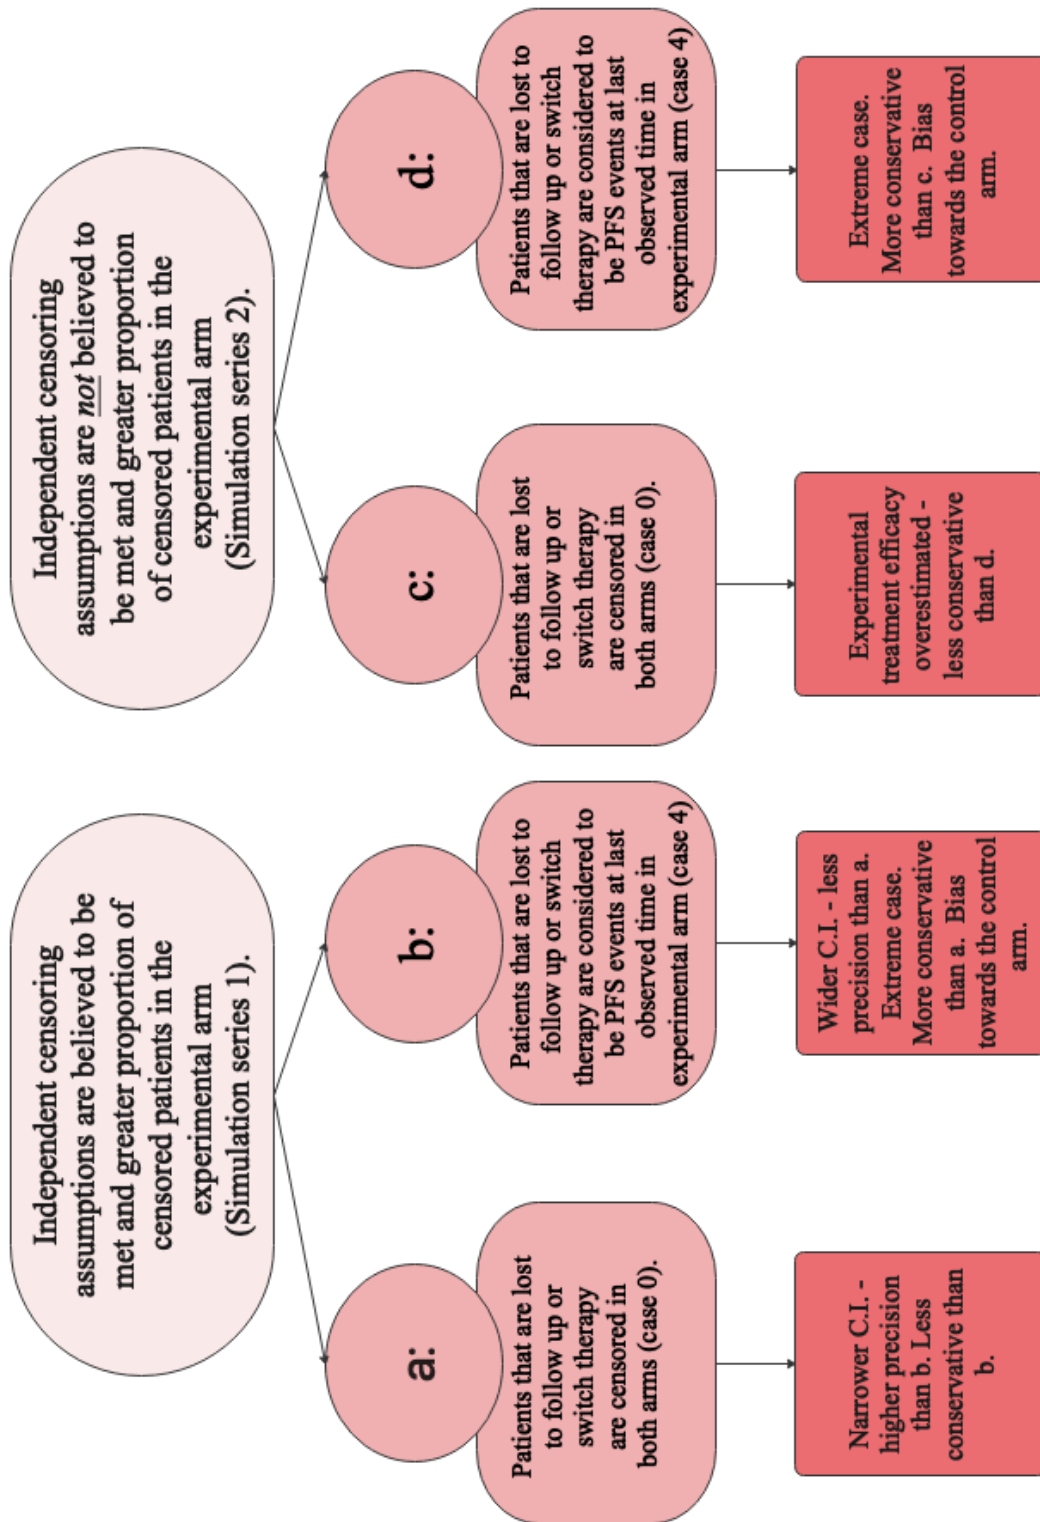 Independent censoring
assumptions are believed to be
met and greater proportion of
censored patients in the
experimental arm
(Simulation series 1).
a:
Patients that are lost
to follow up or
switch therapy
are censored in
both arms (case 0).
Narrower C.I. -
higher precision
than b. Less
conservative than
b.
b:
Patients that are lost to
follow up or switch
therapy are considered to
be PFS events at last
observed time in
experimental arm (case 4)
Wider C.I. - less
precision than a.
Extreme case.
More conservative
than a. Bias
towards the control
arm.
Independent censoring
assumptions are not believed to
be met and greater proportion
of censored patients in the
experimental arm
(Simulation series 2).
c:
Patients that are lost
to follow up or
switch therapy
are censored in
both arms (case 0).
Experimental
treatment efficacy
overestimated -
less conservative
than d.
d:
Patients that are lost to
follow up or switch
therapy are considered to
be PFS events at last
observed time in
experimental arm (case 4)
Extreme case.
More conservative
than c. Bias
towards the control
arm.